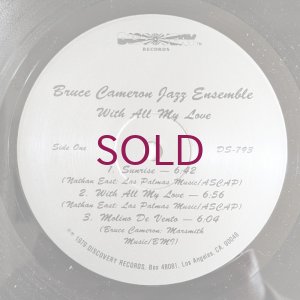 RECORDS
Bruce Cameron Jazz Ensemble
With All My Love
Side One
DS-793
SOLD
1. Sunrise — 6:42
(Nathan East: Las Palmas Music/ASCAP)
2. With All My Love — 6:56
(Nathan East: Las Palmas Music/ASCAP)
3. Molino De Vento — 6:04
(Bruce Cameron: Marsmith
Music/BMI)
1979 DISCOVERY RECORDS, Box 48081, Los Angeles, CA. 90048